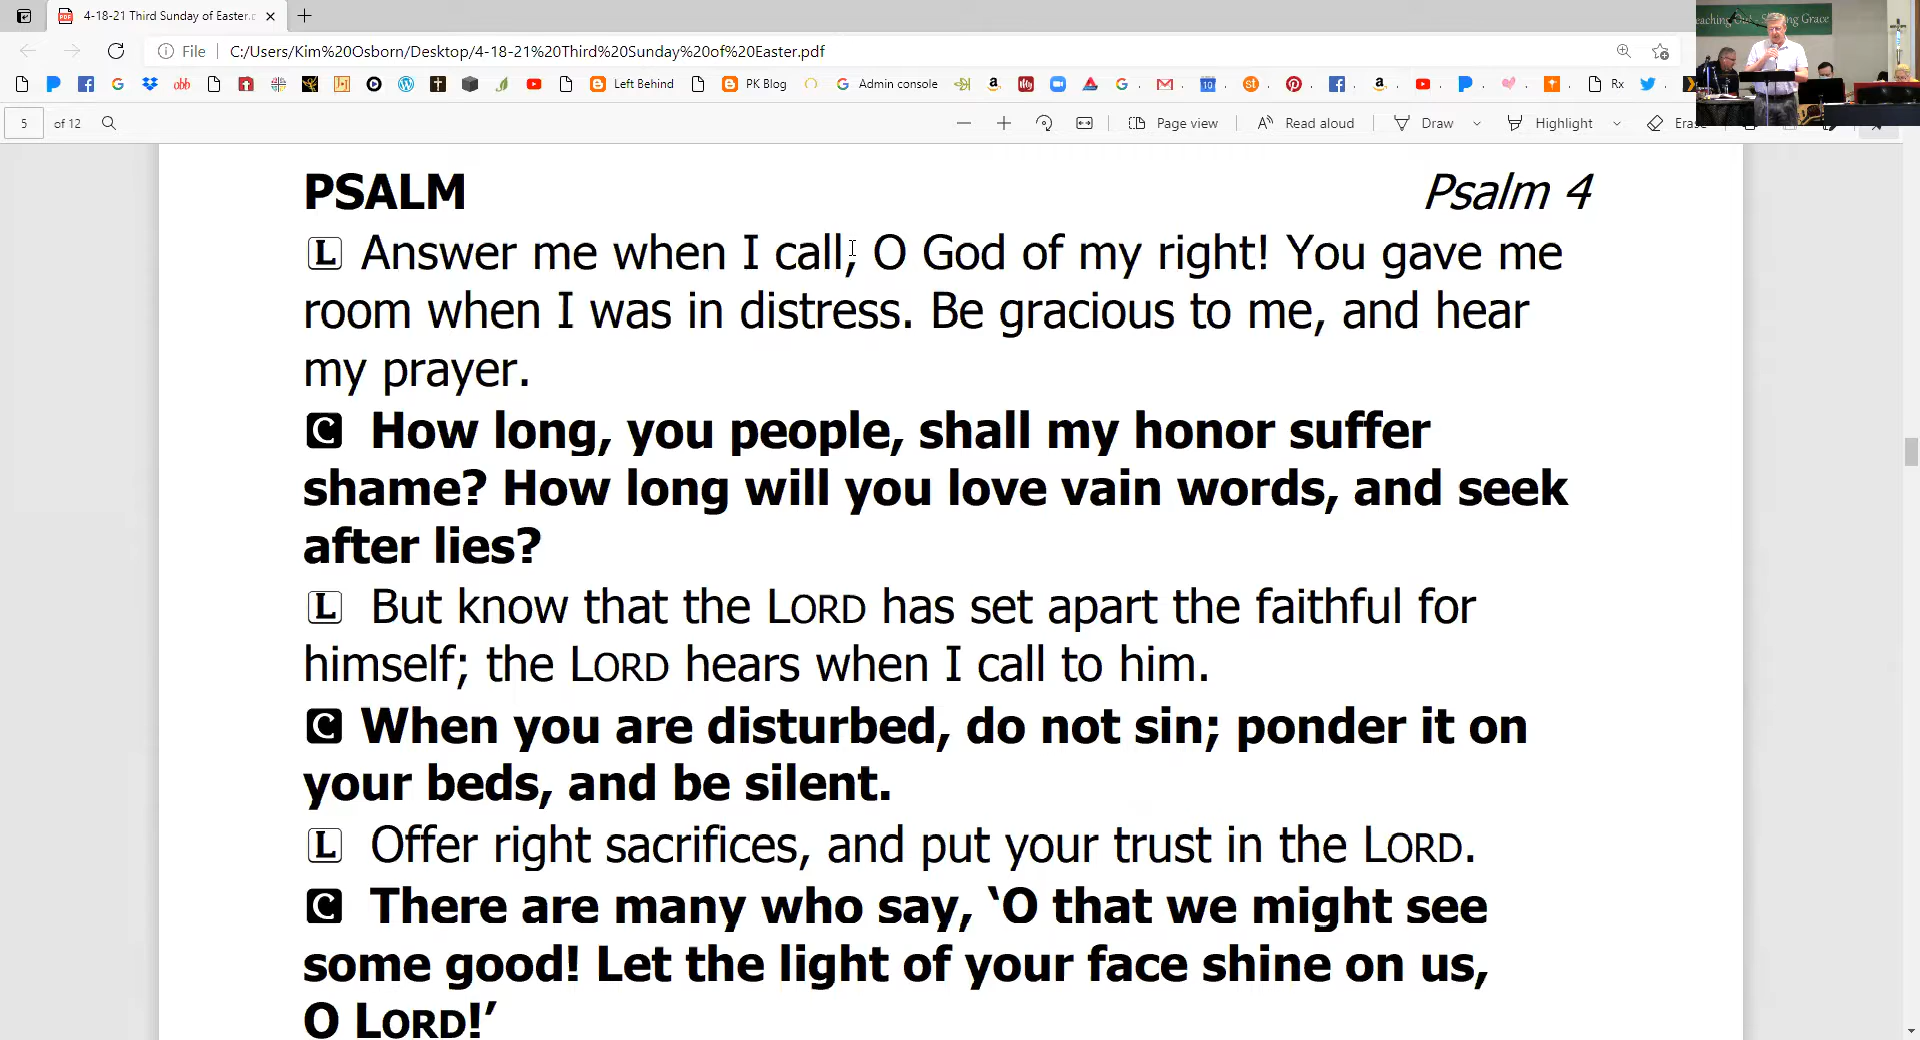 4-18-21 Third Sunday of Easter.p
File
C:/Users/Kim%20Osborn/Desktop/4-18-21%20Third%20Sunday%20of%20Easter.pdf
abb Left Behind PK Blog Admin console Rx
5 of 12 Page view Read aloud Draw Highlight Erase
PSALM Psalm 4
L Answer me when I call, O God of my right! You gave me
room when I was in distress. Be gracious to me, and hear
my prayer.
C How long, you people, shall my honor suffer
shame? How long will you love vain words, and seek
after lies?
L But know that the LORD has set apart the faithful for
himself; the LORD hears when I call to him.
C When you are disturbed, do not sin; ponder it on
your beds, and be silent.
L Offer right sacrifices, and put your trust in the LORD.
C There are many who say, ‘O that we might see
some good! Let the light of your face shine on us,
O LORD!’